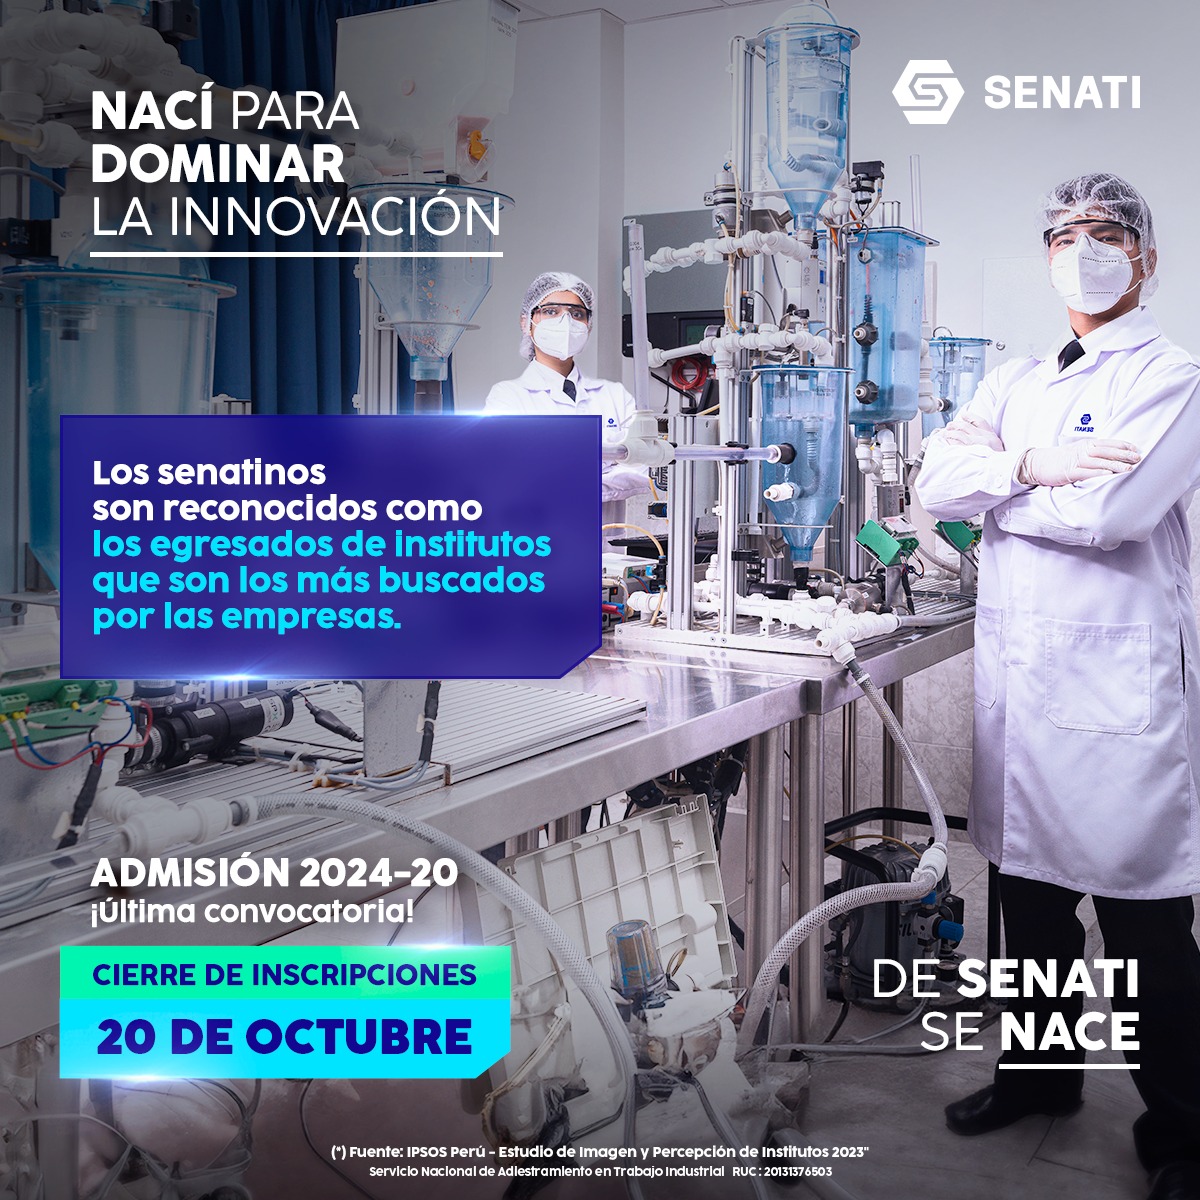 NACÍ PARA
DOMINAR
LA INNOVACIÓN
SENATI
Los senatinos
son reconocidos como
los egresados de institutos
que son los más buscados
por las empresas.
SENATI
ADMISIÓN 2024-20
¡Última convocatoria!
CIERRE DE INSCRIPCIONES
20 DE OCTUBRE
DE SENATI
SE NACE
(*) Fuente: IPSOS Perú - Estudio de Imagen y Percepción de Institutos 2023"
Servicio Nacional de Adiestramiento en Trabajo Industrial RUC : 20131376503